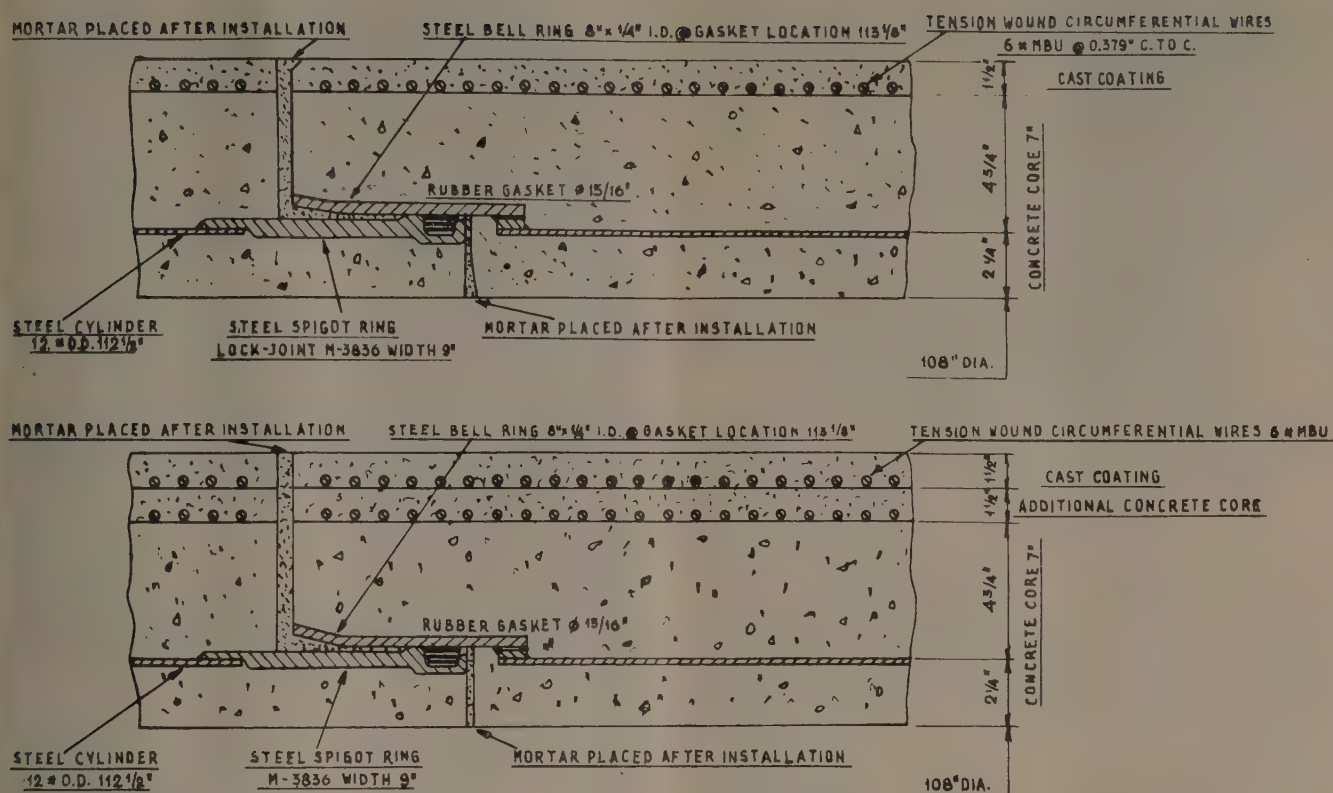 MORTAR PLACED AFTER INSTALLATION
STEEL BELL RING 8"x 1/4" I.D.@GASKET LOCATION 113 1/8"
TENSION WOUND CIRCUMFERENTIAL WIRES
6 # MBU @ 0.379" C. TO C.
CAST COATING
1 1/2"
4 3/4"
2 1/4"
CONCRETE CORE 7"
RUBBER GASKET Ø 15/16"
STEEL CYLINDER
12 # O.D. 112 1/2"
STEEL SPIGOT RING
LOCK-JOINT M-3836 WIDTH 9"
MORTAR PLACED AFTER INSTALLATION
108" DIA.
MORTAR PLACED AFTER INSTALLATION
STEEL BELL RING 8"x 1/4" I.D.@GASKET LOCATION 113 1/8"
TENSION WOUND CIRCUMFERENTIAL WIRES 6 # MBU
CAST COATING
ADDITIONAL CONCRETE CORE
1 1/2"
1 1/2"
4 3/4"
2 1/4"
CONCRETE CORE 7"
RUBBER GASKET Ø 15/16"
STEEL CYLINDER
12 # O.D. 112 1/2"
STEEL SPIGOT RING
M-3836 WIDTH 9"
MORTAR PLACED AFTER INSTALLATION
108" DIA.